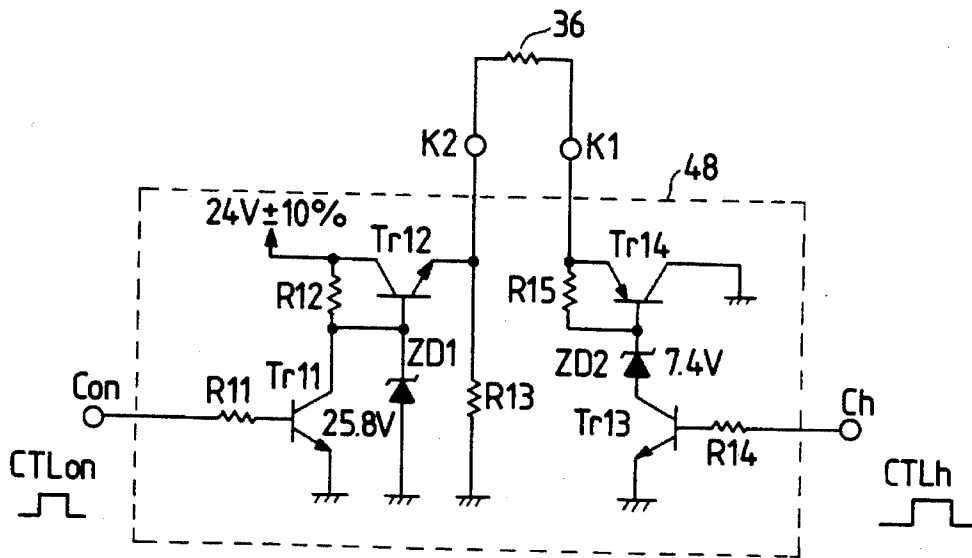 36
K2
K1
48
24V±10%
Tr12
Tr14
R12
R15
ZD1
ZD2
7.4V
Con
R11
Tr11
25.8V
R13
Tr13
R14
Ch
CTLon
CTLh